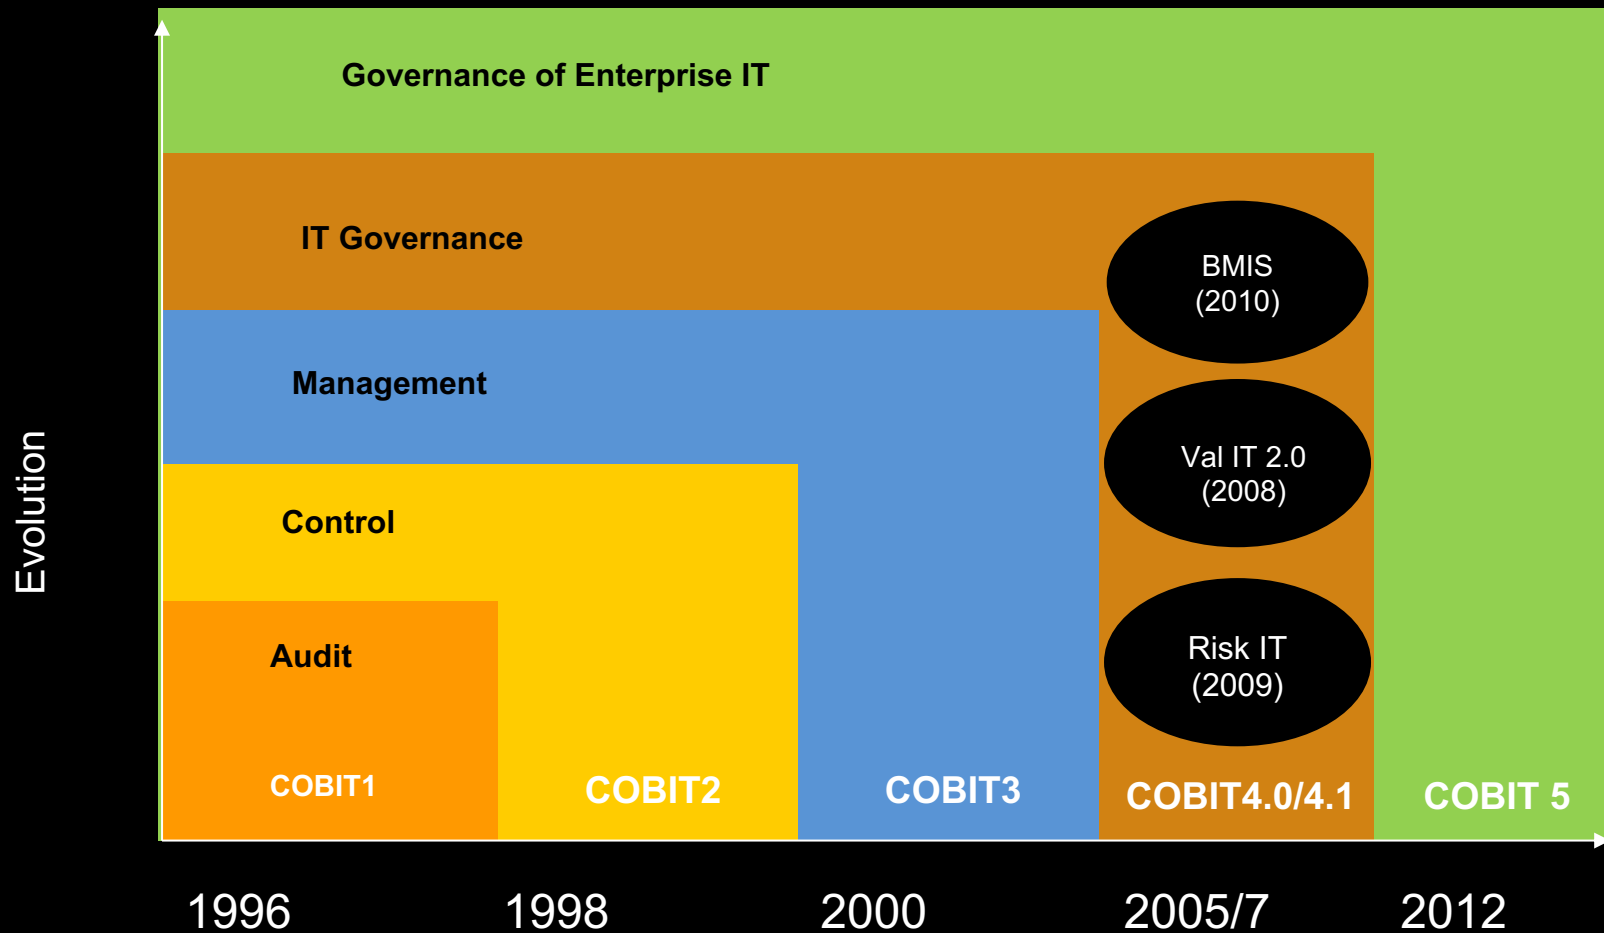 Governance of Enterprise IT
IT Governance
BMIS
(2010)
Management
Val IT 2.0
(2008)
Evolution
Control
Audit
Risk IT
(2009)
COBIT1
COBIT2
COBIT3
COBIT4.0/4.1
COBIT 5
1996
1998
2000
2005/7
2012